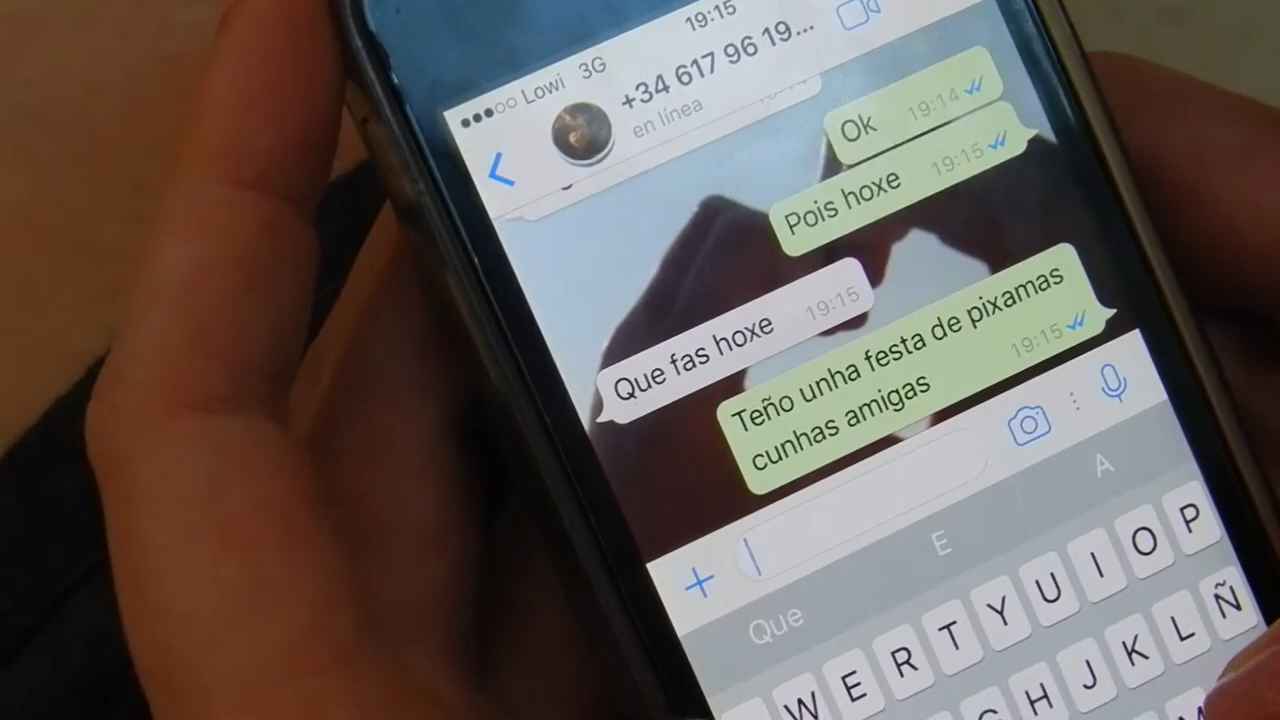 19:15
Lowi 3G
+34 617 96 19...
en línea
Ok 19:14
Pois hoxe 19:15
Que fas hoxe 19:15
Teño unha festa de pixamas
cunhas amigas 19:15
Que E A
W E R T Y U I O P
H J K L Ñ
M